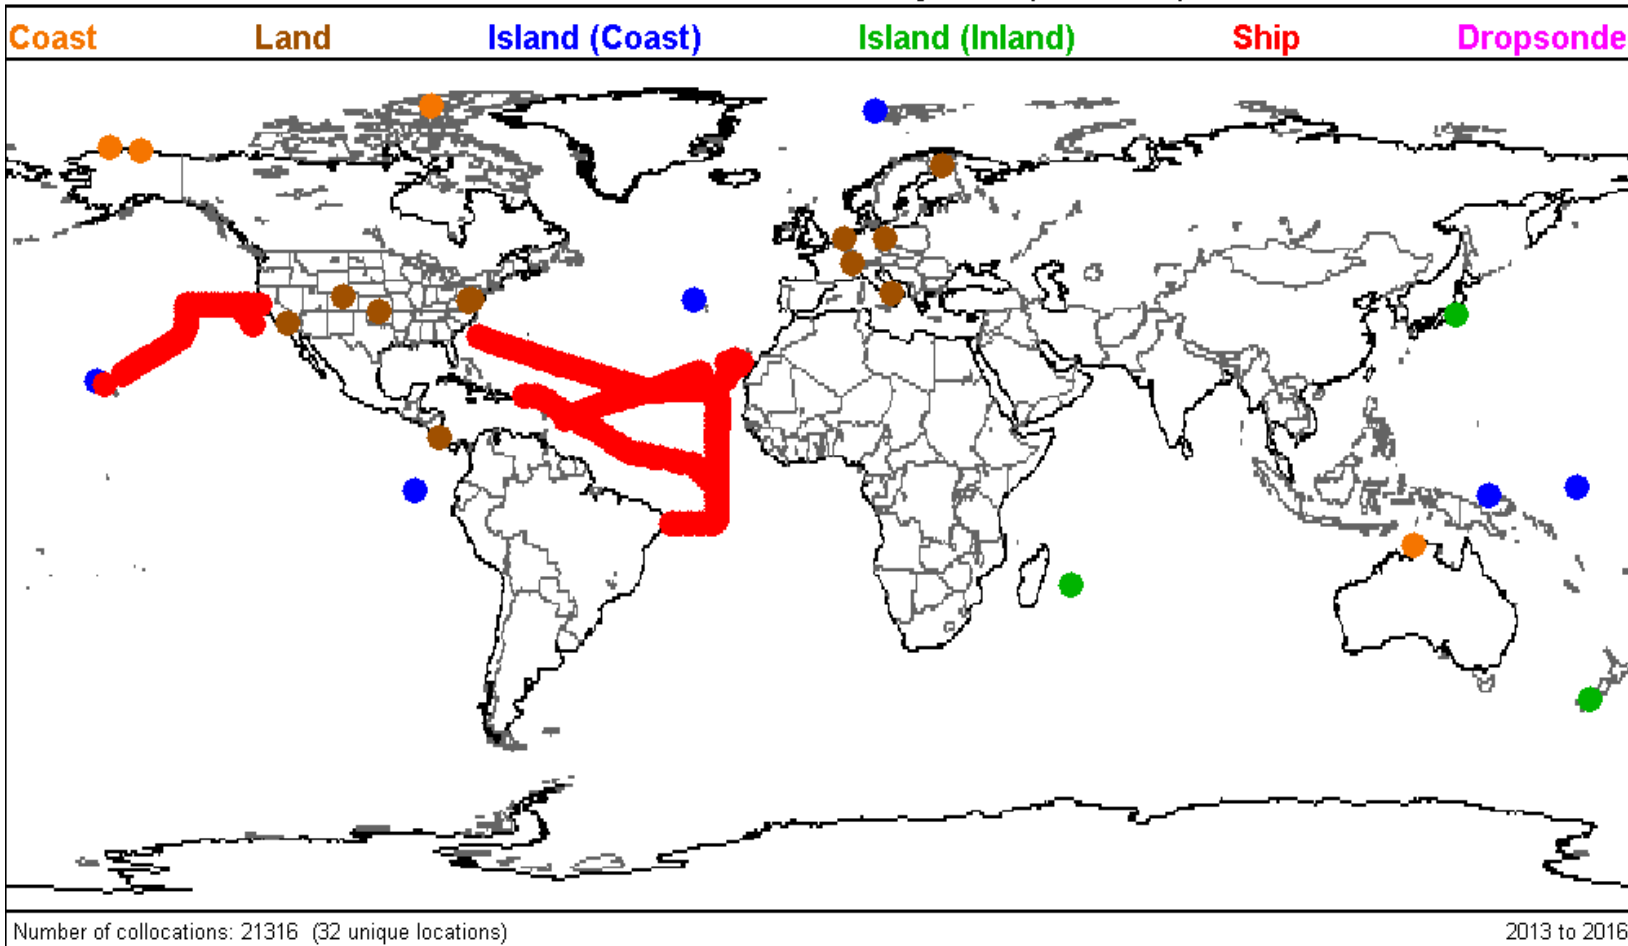 Coast Land Island (Coast) Island (Inland) Ship Dropsonde
Number of collocations: 21316 (32 unique locations) 2013 to 2016